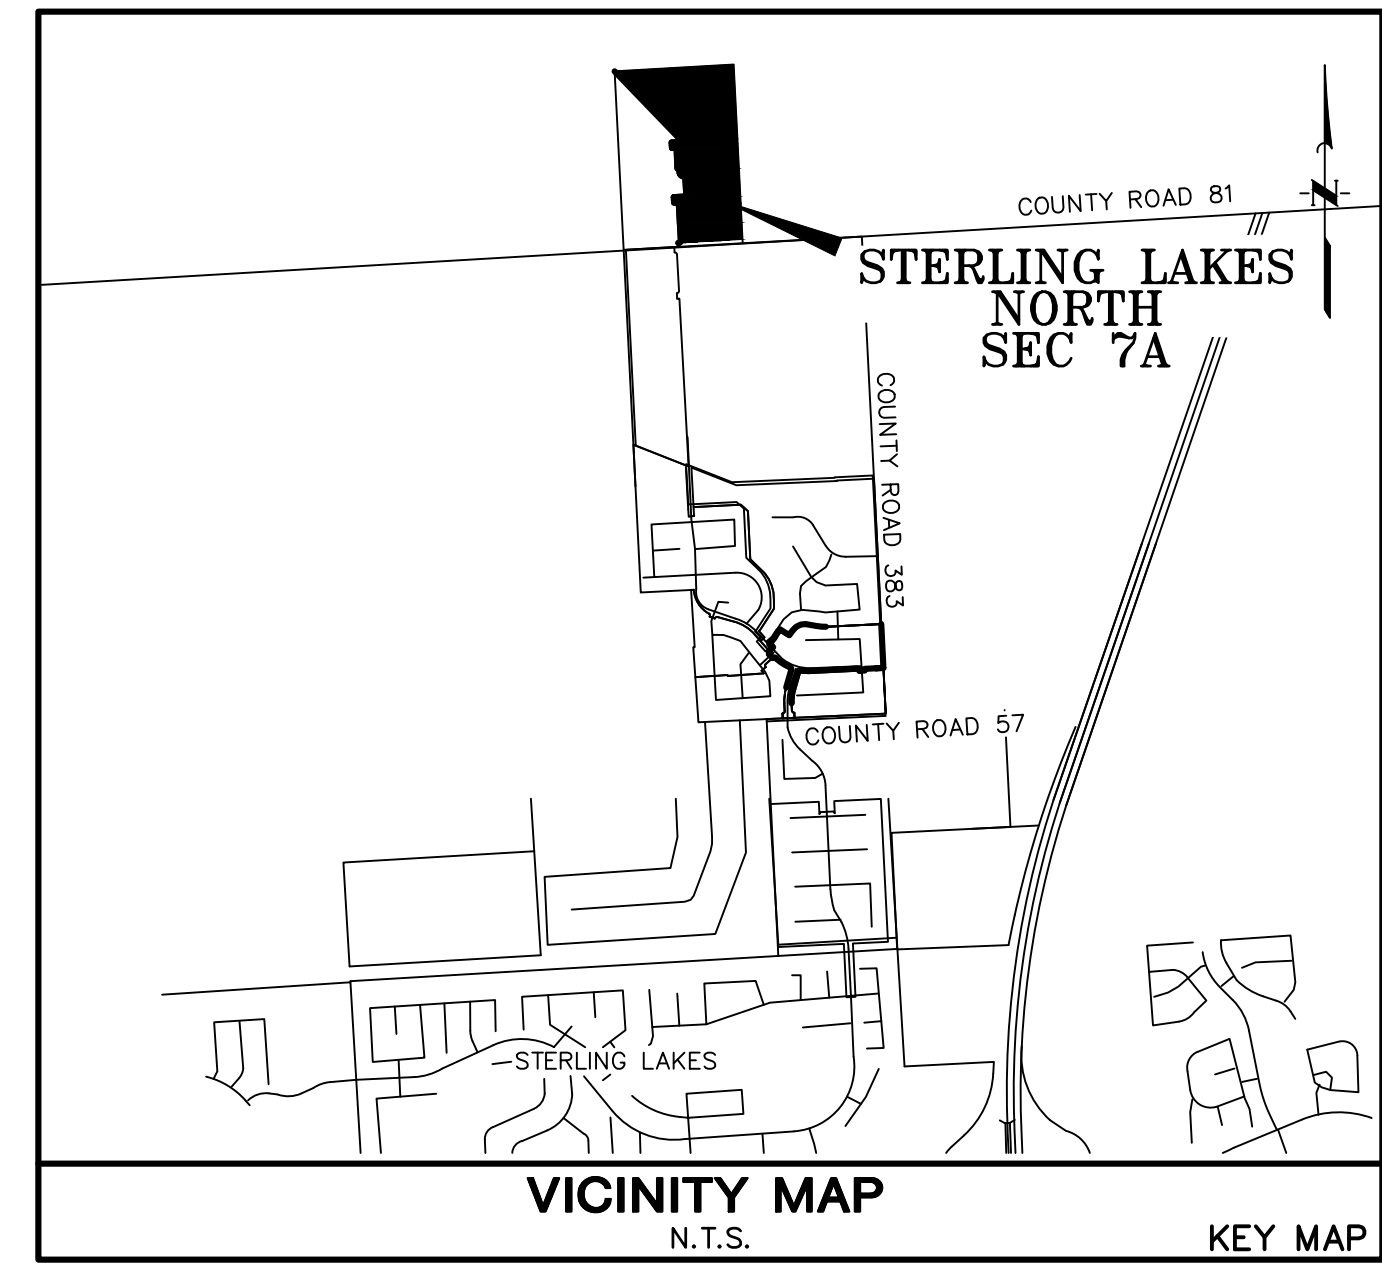 COUNTY ROAD 81
N
STERLING LAKES
NORTH
SEC 7A
COUNTY ROAD 383
COUNTY ROAD 57
STERLING LAKES
VICINITY MAP
N.T.S.
KEY MAP